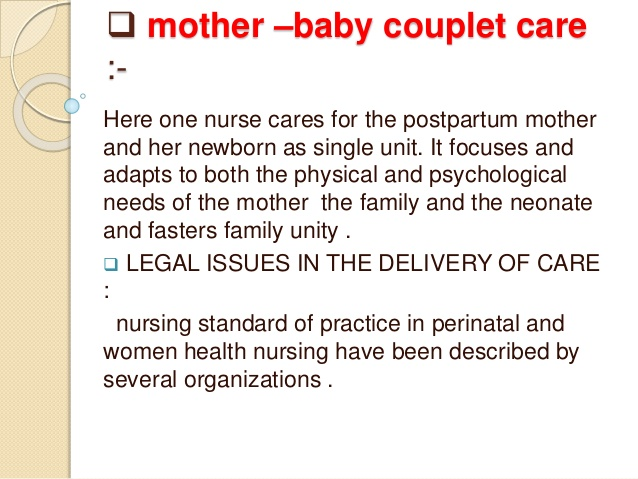 ❑ mother –baby couplet care
:-
Here one nurse cares for the postpartum mother
and her newborn as single unit. It focuses and
adapts to both the physical and psychological
needs of the mother the family and the neonate
and fasters family unity .
❑ LEGAL ISSUES IN THE DELIVERY OF CARE
:
nursing standard of practice in perinatal and
women health nursing have been described by
several organizations .